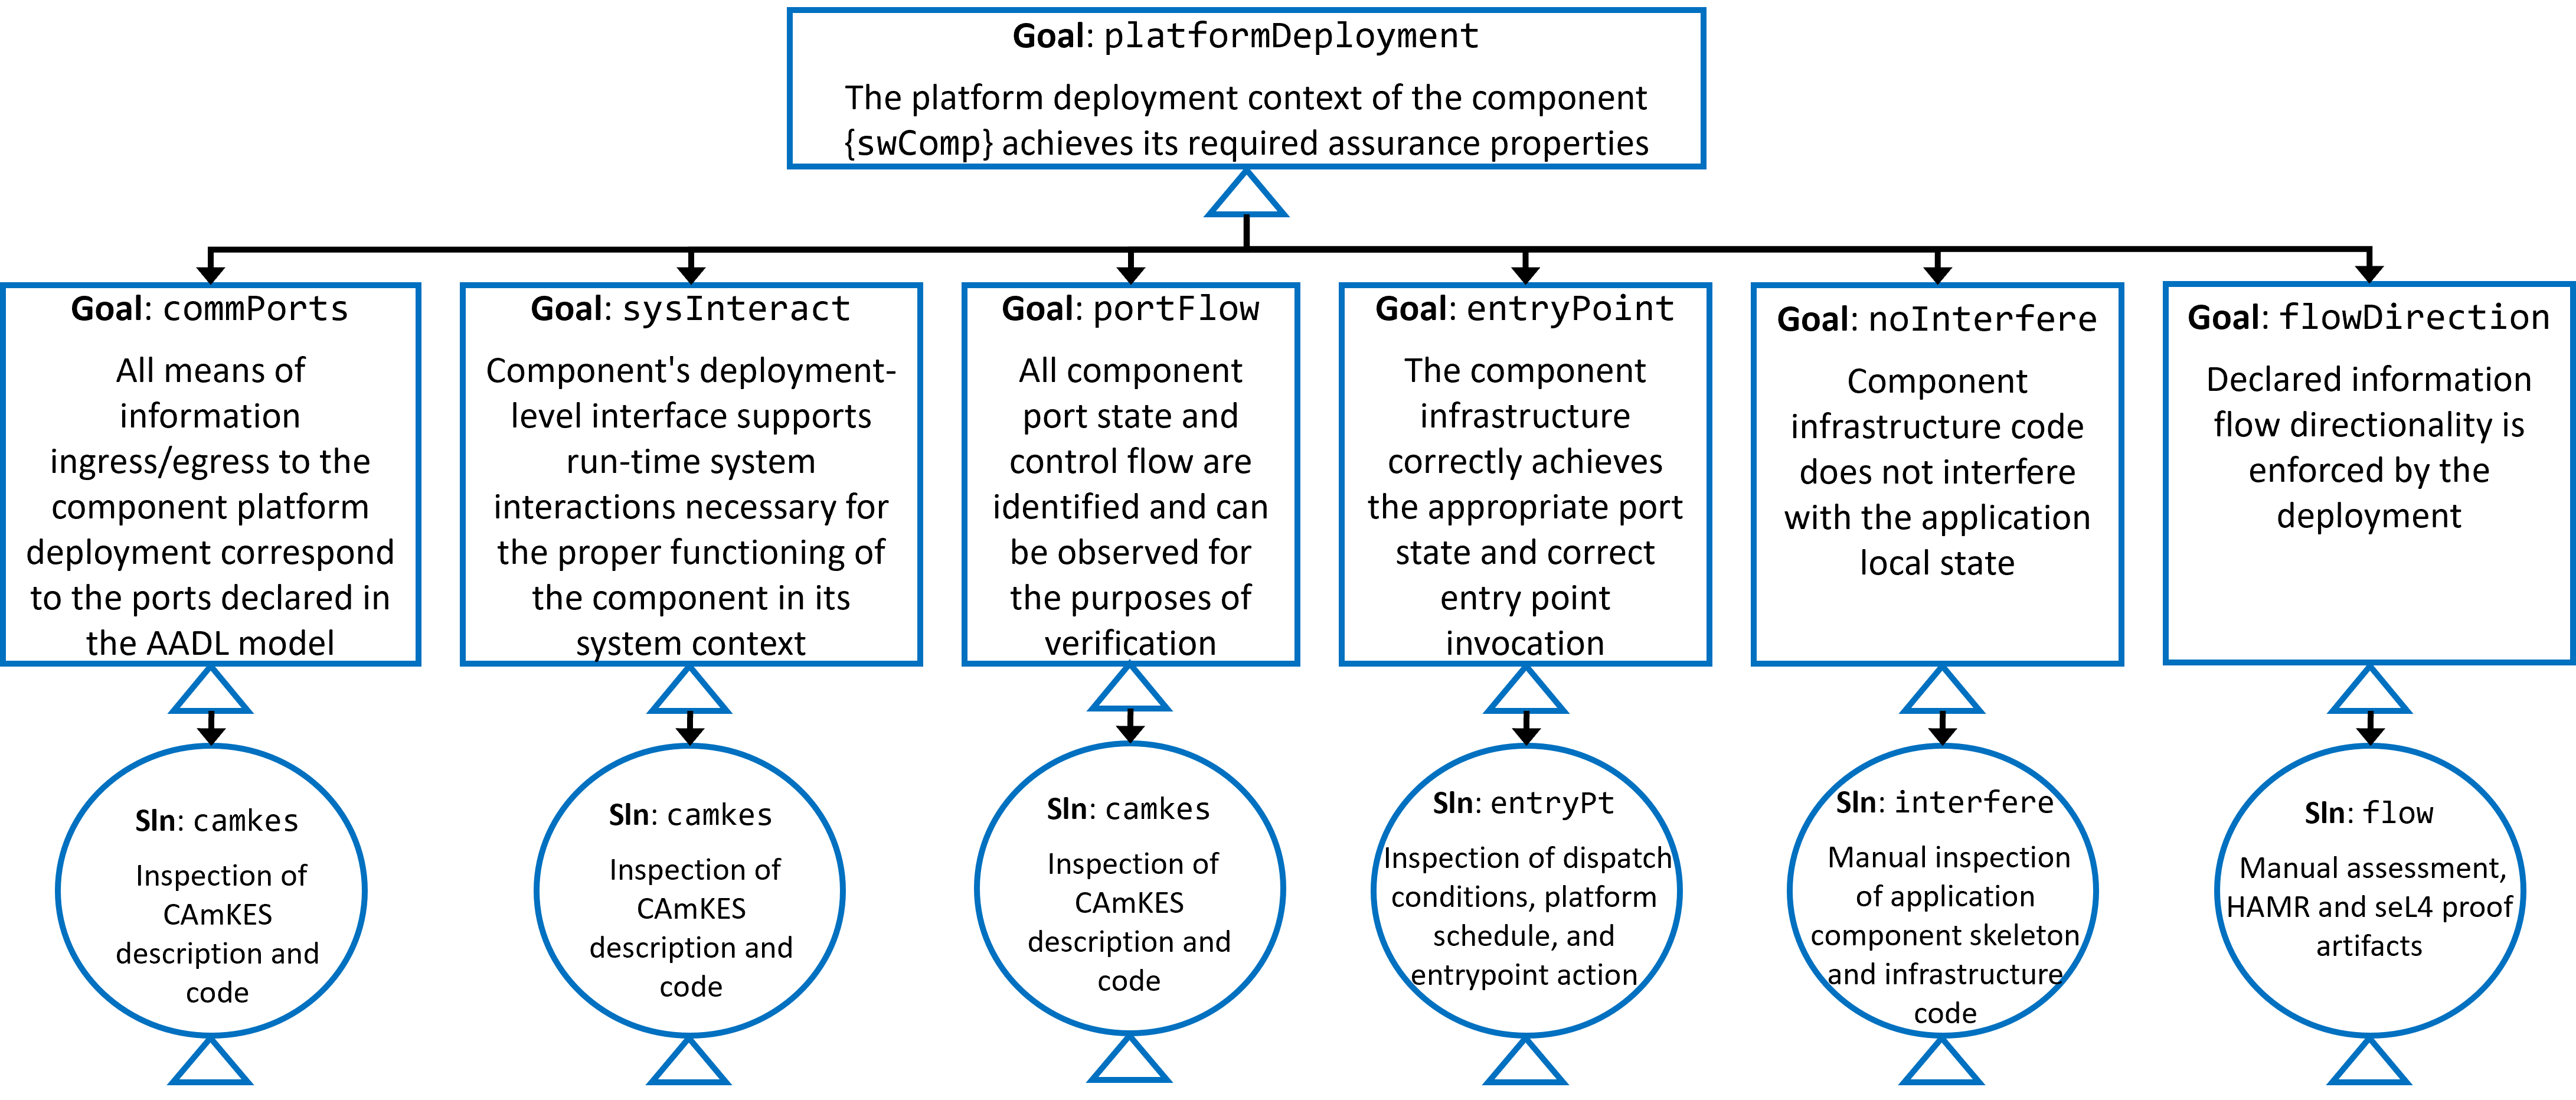 Goal: platformDeployment
The platform deployment context of the component
{swComp} achieves its required assurance properties
Goal: commPorts
All means of
information
ingress/egress to the
component platform
deployment correspond
to the ports declared in
the AADL model
Goal: sysInteract
Component's deployment-
level interface supports
run-time system
interactions necessary for
the proper functioning of
the component in its
system context
Goal: portFlow
All component
port state and
control flow are
identified and can
be observed for
the purposes of
verification
Goal: entryPoint
The component
infrastructure
correctly achieves
the appropriate port
state and correct
entry point
invocation
Goal: noInterfere
Component
infrastructure code
does not interfere
with the application
local state
Goal: flowDirection
Declared information
flow directionality is
enforced by the
deployment
Sln: camkes
Inspection of
CAmKES
description and
code
Sln: camkes
Inspection of
CAmKES
description and
code
Sln: camkes
Inspection of
CAmKES
description and
code
Sln: entryPt
Inspection of dispatch
conditions, platform
schedule, and
entrypoint action
Sln: interfere
Manual inspection
of application
component skeleton
and infrastructure
code
Sln: flow
Manual assessment,
HAMR and seL4 proof
artifacts